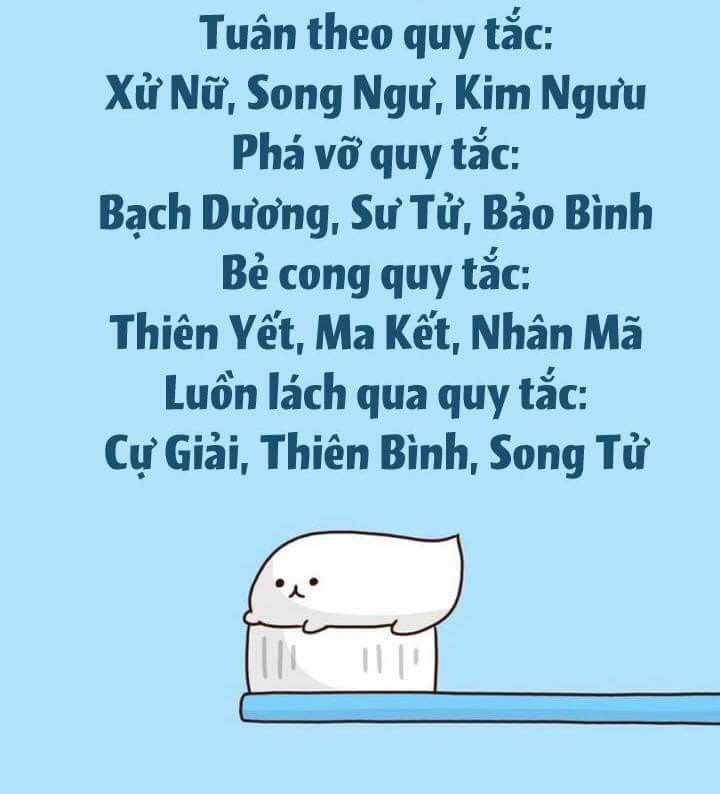 Tuân theo quy tắc:
Xử Nữ, Song Ngư, Kim Ngưu
Phá vỡ quy tắc:
Bạch Dương, Sư Tử, Bảo Bình
Bẻ cong quy tắc:
Thiên Yết, Ma Kết, Nhân Mã
Luồn lách qua quy tắc:
Cự Giải, Thiên Bình, Song Tử